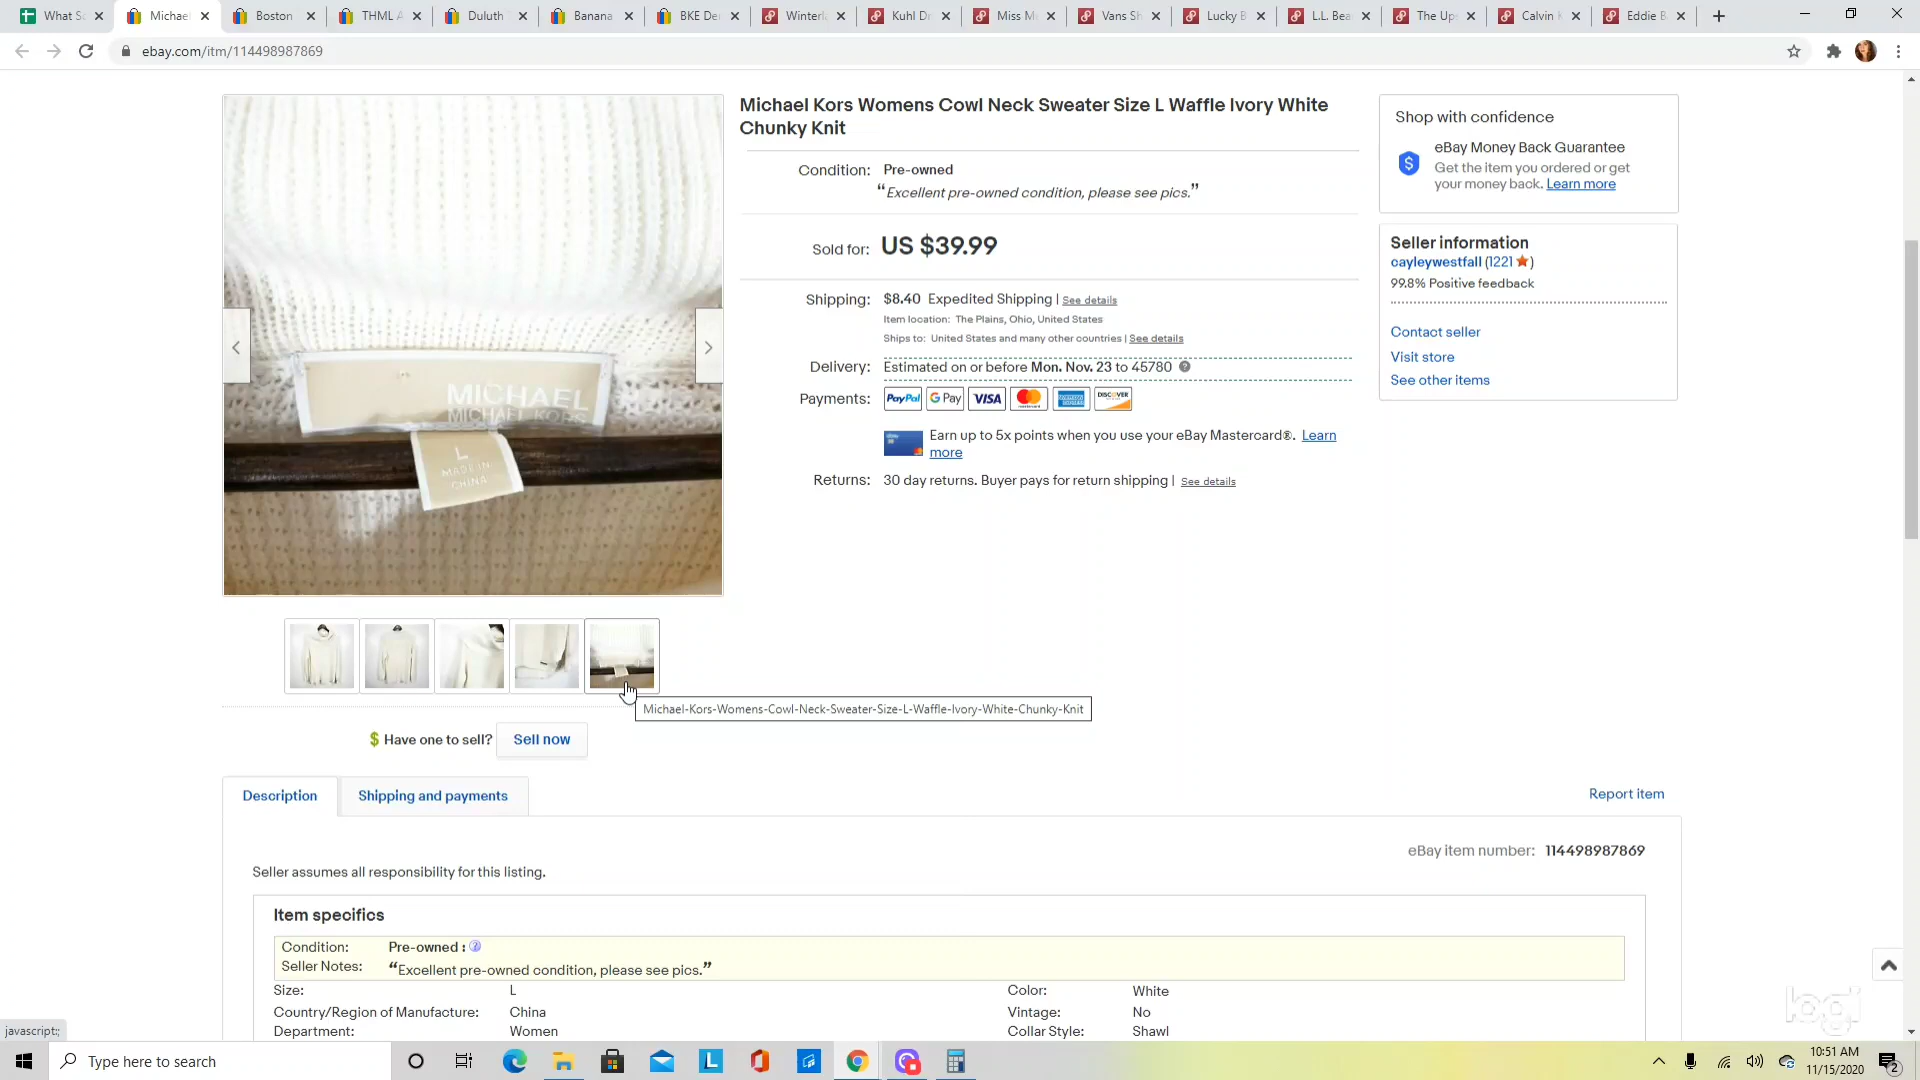 What S
Michae
Boston
THML A
Duluth
Banana
BKE De
Winterl
Kuhl Dr
Miss M
Vans Sh
Lucky B
L.L. Bea
The Ups
Calvin K
Eddie B
ebay.com/itm/114498987869
Michael Kors Womens Cowl Neck Sweater Size L Waffle Ivory White
Chunky Knit
Condition: Pre-owned
“Excellent pre-owned condition, please see pics.”
Sold for: US $39.99
Shipping: $8.40 Expedited Shipping | See details
Item location: The Plains, Ohio, United States
Ships to: United States and many other countries | See details
Delivery: Estimated on or before Mon. Nov. 23 to 45780
Payments: PayPal G Pay VISA mastercard AMERICAN EXPRESS DISCOVER
Earn up to 5x points when you use your eBay Mastercard®. Learn
more
Returns: 30 day returns. Buyer pays for return shipping | See details
Shop with confidence
eBay Money Back Guarantee
Get the item you ordered or get
your money back. Learn more
Seller information
cayleywestfall (1221)
99.8% Positive feedback
Contact seller
Visit store
See other items
MICHAEL
MICHAEL KORS
L
MADE IN
CHINA
Michael-Kors-Womens-Cowl-Neck-Sweater-Size-L-Waffle-Ivory-White-Chunky-Knit
$ Have one to sell? Sell now
Description
Shipping and payments
Report item
eBay item number: 114498987869
Seller assumes all responsibility for this listing.
Item specifics
Condition: Pre-owned :
Seller Notes: “Excellent pre-owned condition, please see pics.”
Size: L Color: White
Country/Region of Manufacture: China Vintage: No
Department: Women Collar Style: Shawl
logi
javascript:;
Type here to search
10:51 AM
11/15/2020
2